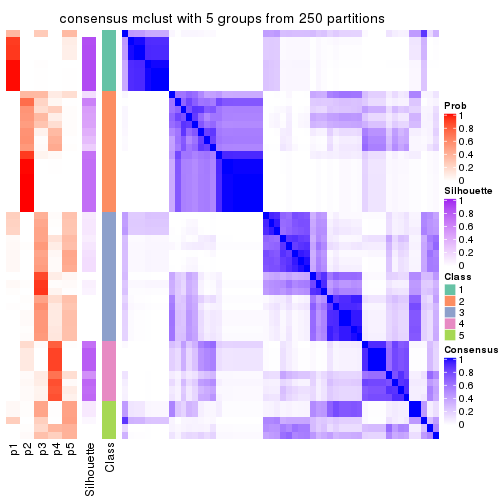 consensus mclust with 5 groups from 250 partitions
Prob
1
0.8
0.6
0.4
0.2
0
Silhouette
1
0.8
0.6
0.4
0.2
0
Class
1
2
3
4
5
Consensus
1
0.8
0.6
0.4
0.2
0
p1
p2
p3
p4
p5
Silhouette
Class